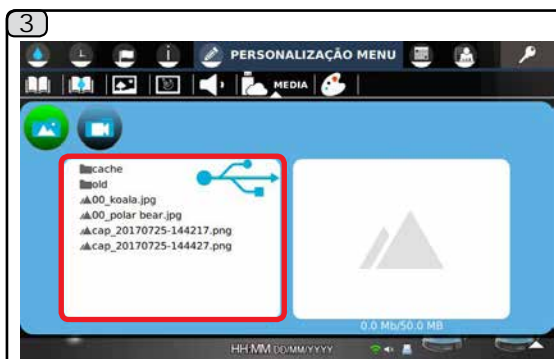 3
PERSONALIZAÇÃO MENU
MEDIA
cache
old
00_koala.jpg
00_polar bear.jpg
cap_20170725-144217.png
cap_20170725-144427.png
0.0 Mb/50.0 MB
HH:MM DD/MM/YYYY